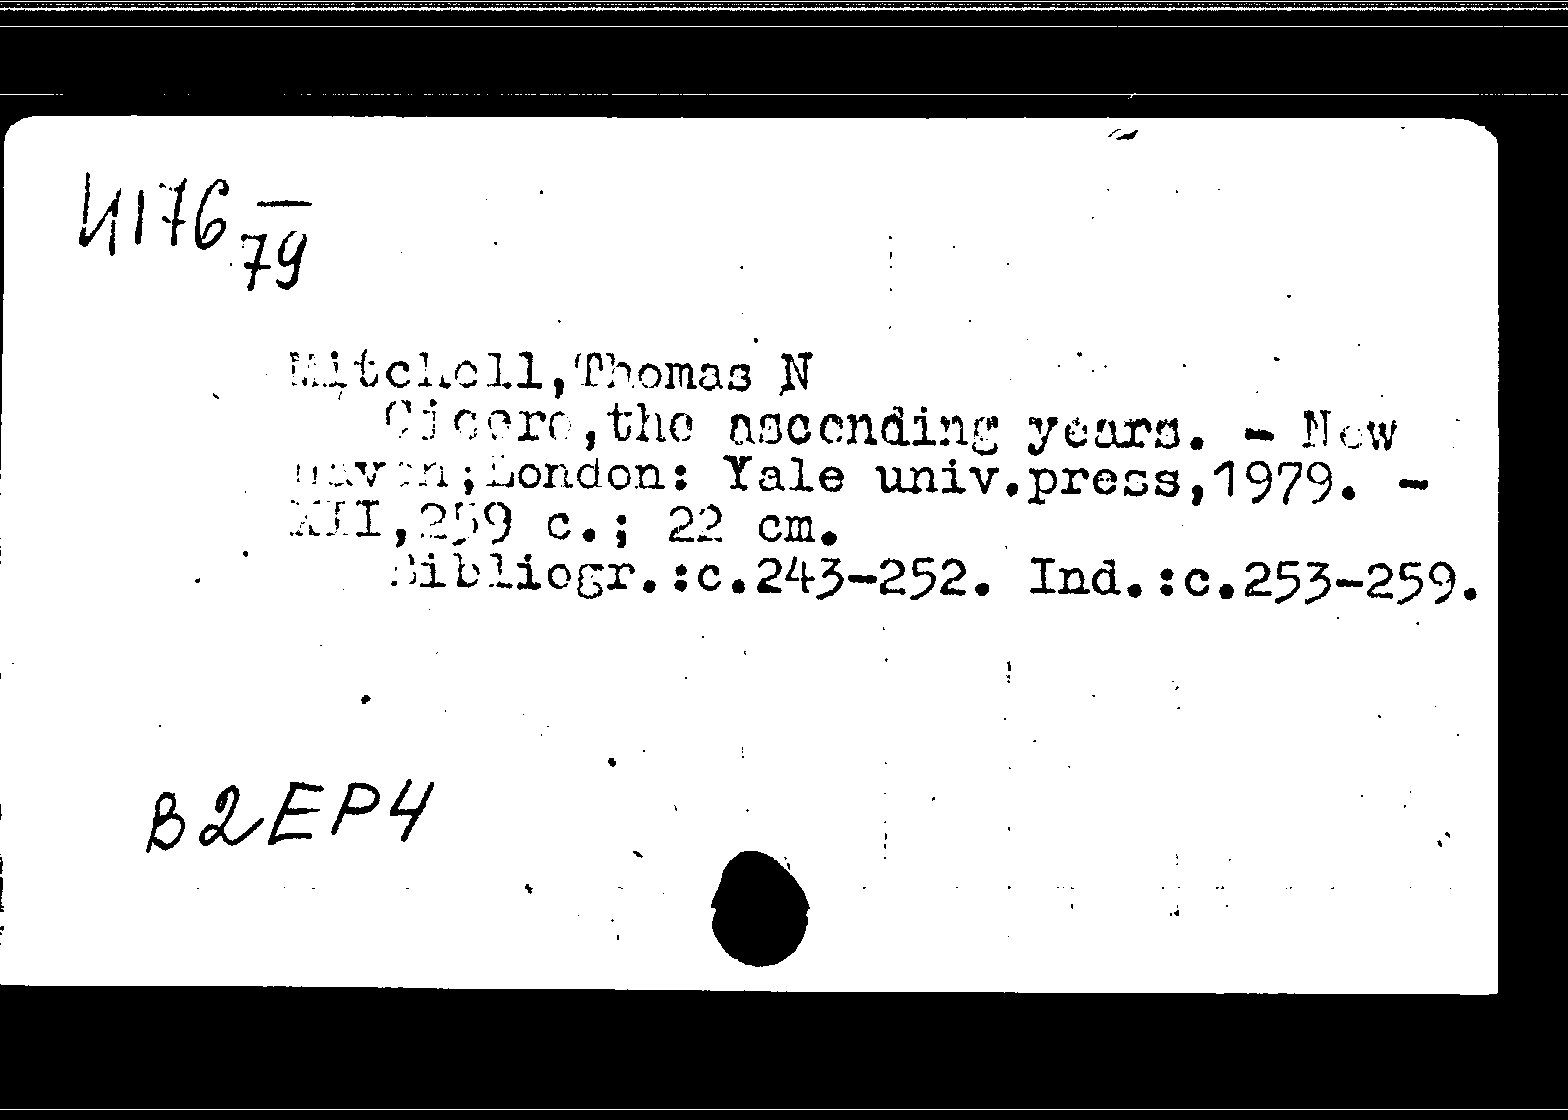 И176 —
79
Mitchell,Thomas N
Cicero,the ascending years. - New
Haven;London: Yale univ.press,1979. -
XII,259 c.; 22 cm.
Bibliogr.:c.243-252. Ind.:c.253-259.
B2EP4